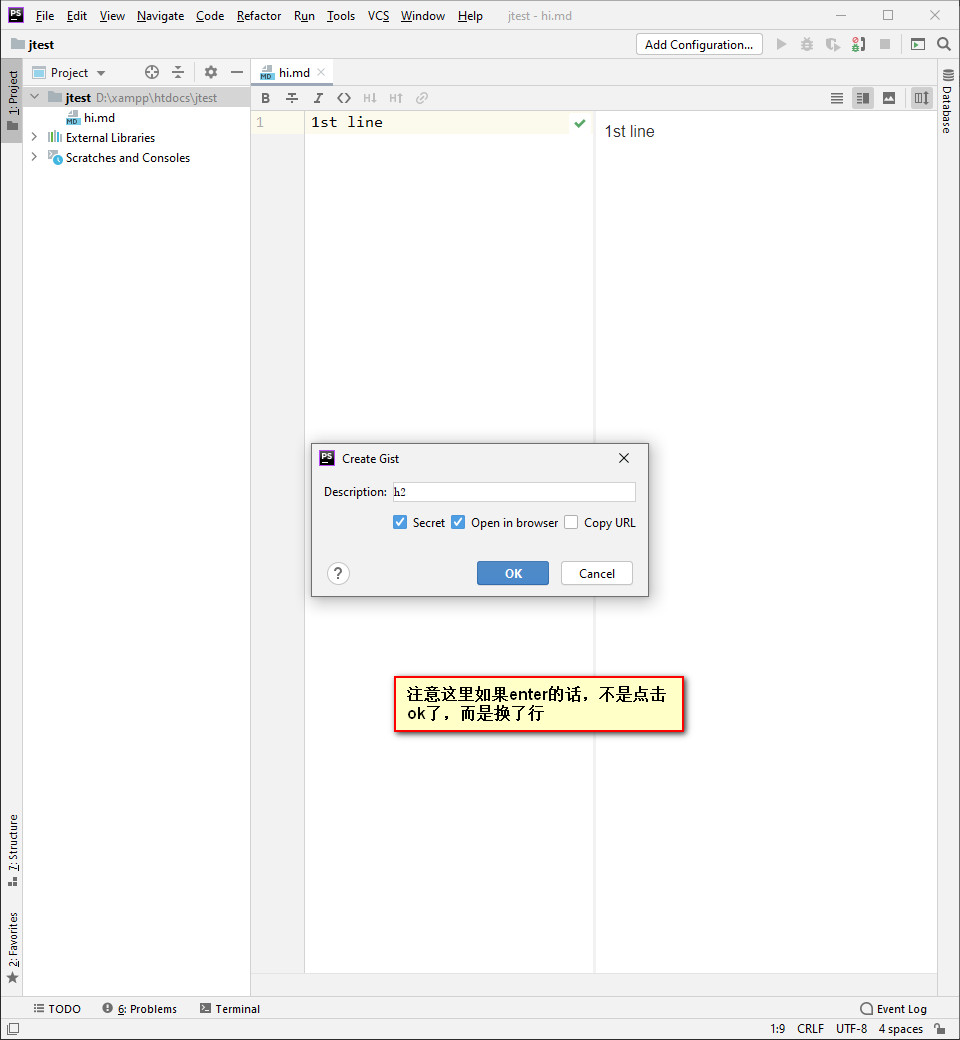 PS File Edit View Navigate Code Refactor Run Tools VCS Window Help jtest - hi.md
jtest Add Configuration...
1: Project
Project
MD hi.md
B I <> H↓ H↑
jtest D:\xampp\htdocs\jtest
MD hi.md
External Libraries
Scratches and Consoles
1 1st line
1st line
Database
PS Create Gist
Description: h2
Secret Open in browser Copy URL
? OK Cancel
注意这里如果enter的话，不是点击
ok了，而是换了行
7: Structure
2: Favorites
TODO 6: Problems Terminal Event Log
1:9 CRLF UTF-8 4 spaces